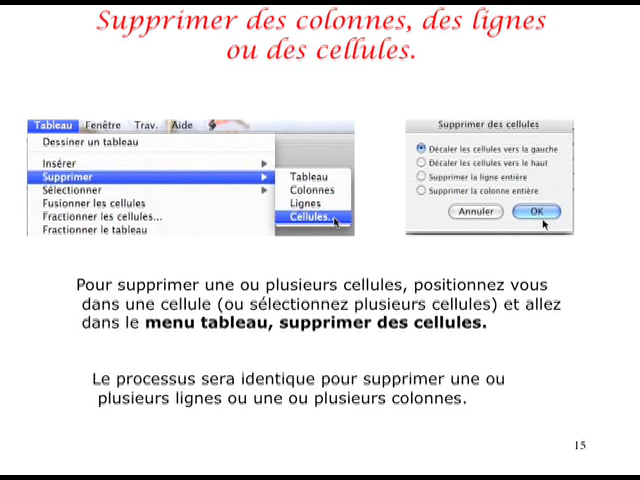 Supprimer des colonnes, des lignes
ou des cellules.
Tableau Fenêtre Trav. Aide
Dessiner un tableau
Insérer
Supprimer
Sélectionner
Fusionner les cellules
Fractionner les cellules...
Fractionner le tableau
Tableau
Colonnes
Lignes
Cellules...
Supprimer des cellules
Décaler les cellules vers la gauche
Décaler les cellules vers le haut
Supprimer la ligne entière
Supprimer la colonne entière
Annuler OK
Pour supprimer une ou plusieurs cellules, positionnez vous
dans une cellule (ou sélectionnez plusieurs cellules) et allez
dans le menu tableau, supprimer des cellules.
Le processus sera identique pour supprimer une ou
plusieurs lignes ou une ou plusieurs colonnes.
15